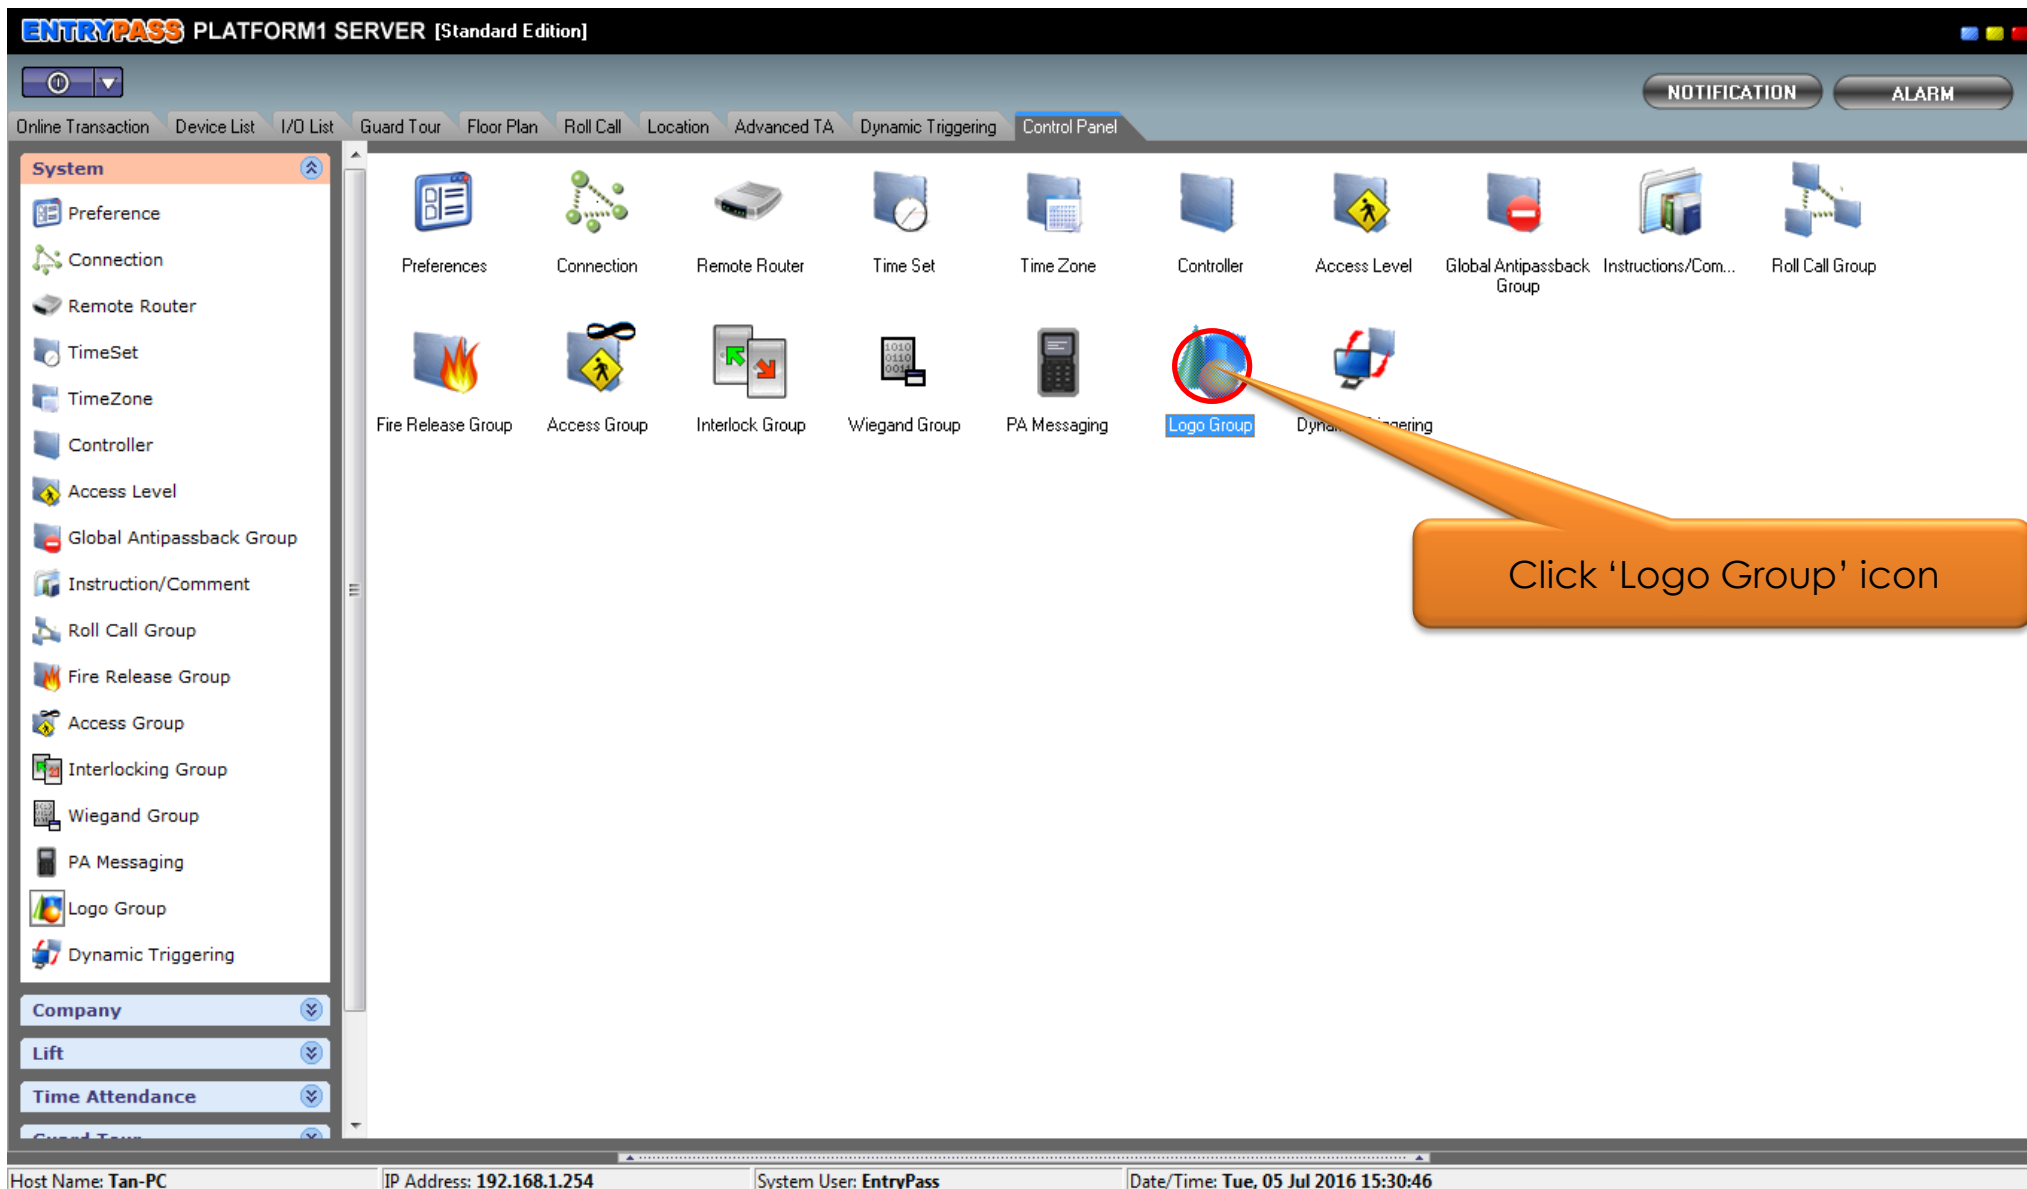 ENTRYPASS PLATFORM1 SERVER [Standard Edition]
NOTIFICATION ALARM
Online Transaction Device List I/O List Guard Tour Floor Plan Roll Call Location Advanced TA Dynamic Triggering Control Panel
System
Preference
Connection
Remote Router
TimeSet
TimeZone
Controller
Access Level
Global Antipassback Group
Instruction/Comment
Roll Call Group
Fire Release Group
Access Group
Interlocking Group
Wiegand Group
PA Messaging
Logo Group
Dynamic Triggering
Company
Lift
Time Attendance
Guard Tour
Preferences Connection Remote Router Time Set Time Zone Controller Access Level Global Antipassback Instructions/Com... Roll Call Group
Group
Fire Release Group Access Group Interlock Group Wiegand Group PA Messaging Logo Group Dynamic Triggering
Click ‘Logo Group’ icon
Host Name: Tan-PC IP Address: 192.168.1.254 System User: EntryPass Date/Time: Tue, 05 Jul 2016 15:30:46